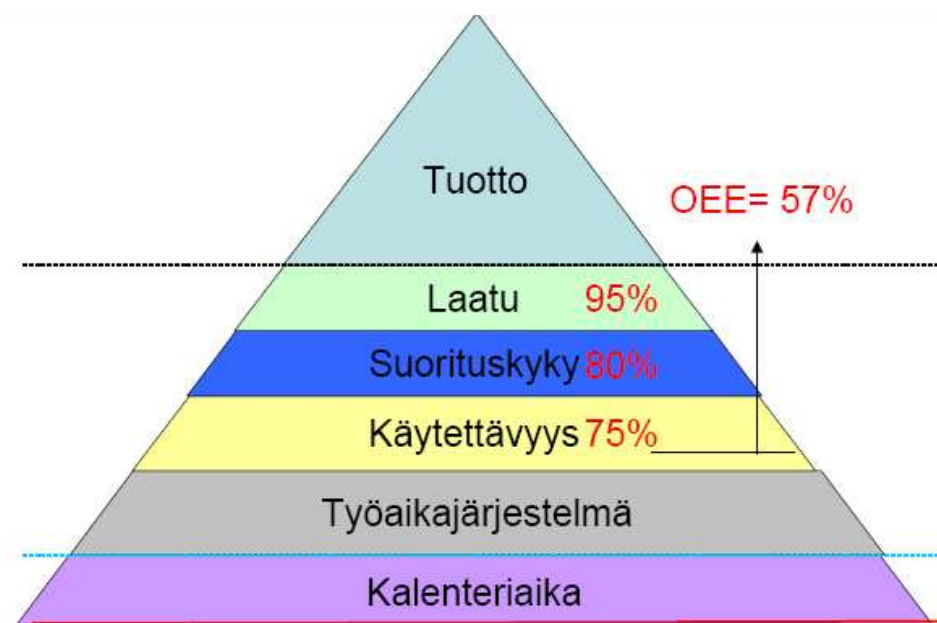 Tuotto
OEE= 57%
Laatu 95%
Suorituskyky 80%
Käytettävyys 75%
Työaikajärjestelmä
Kalenteriaika